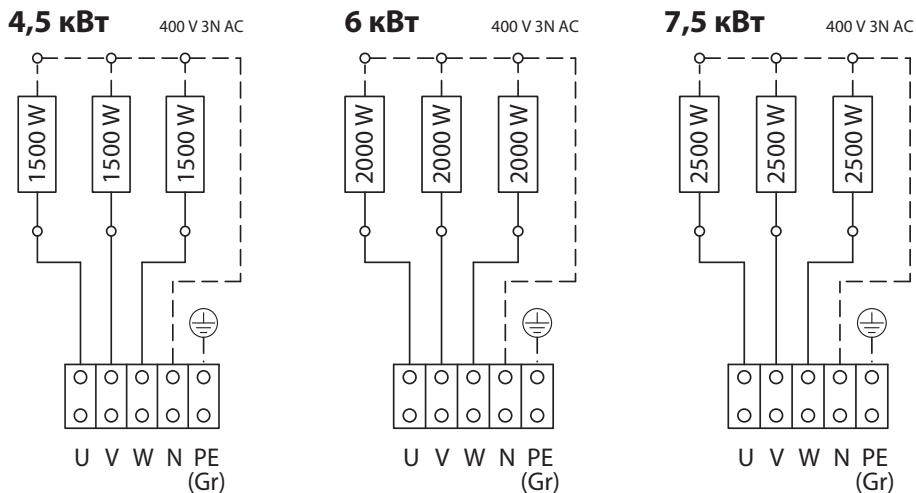 4,5 кВт 400 V 3N AC
1500 W 1500 W 1500 W
U V W N PE
(Gr)
6 кВт 400 V 3N AC
2000 W 2000 W 2000 W
U V W N PE
(Gr)
7,5 кВт 400 V 3N AC
2500 W 2500 W 2500 W
U V W N PE
(Gr)